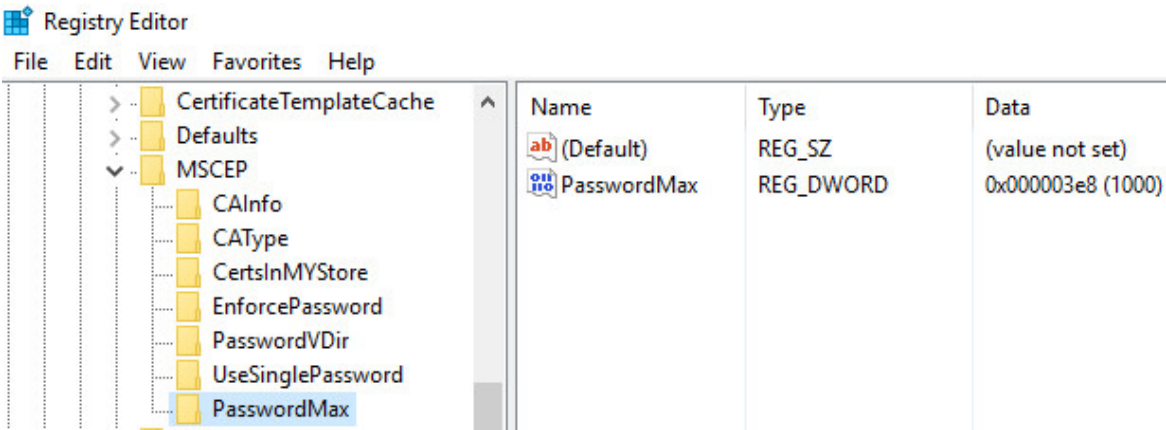 Registry Editor
File Edit View Favorites Help
CertificateTemplateCache
Defaults
MSCEP
CAInfo
CAType
CertsInMYStore
EnforcePassword
PasswordVDir
UseSinglePassword
PasswordMax
Name Type Data
(Default) REG_SZ (value not set)
PasswordMax REG_DWORD 0x000003e8 (1000)